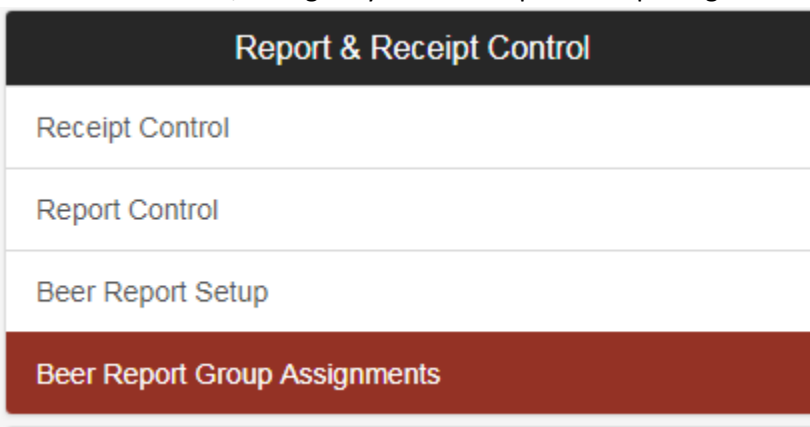 Report & Receipt Control
Receipt Control
Report Control
Beer Report Setup
Beer Report Group Assignments